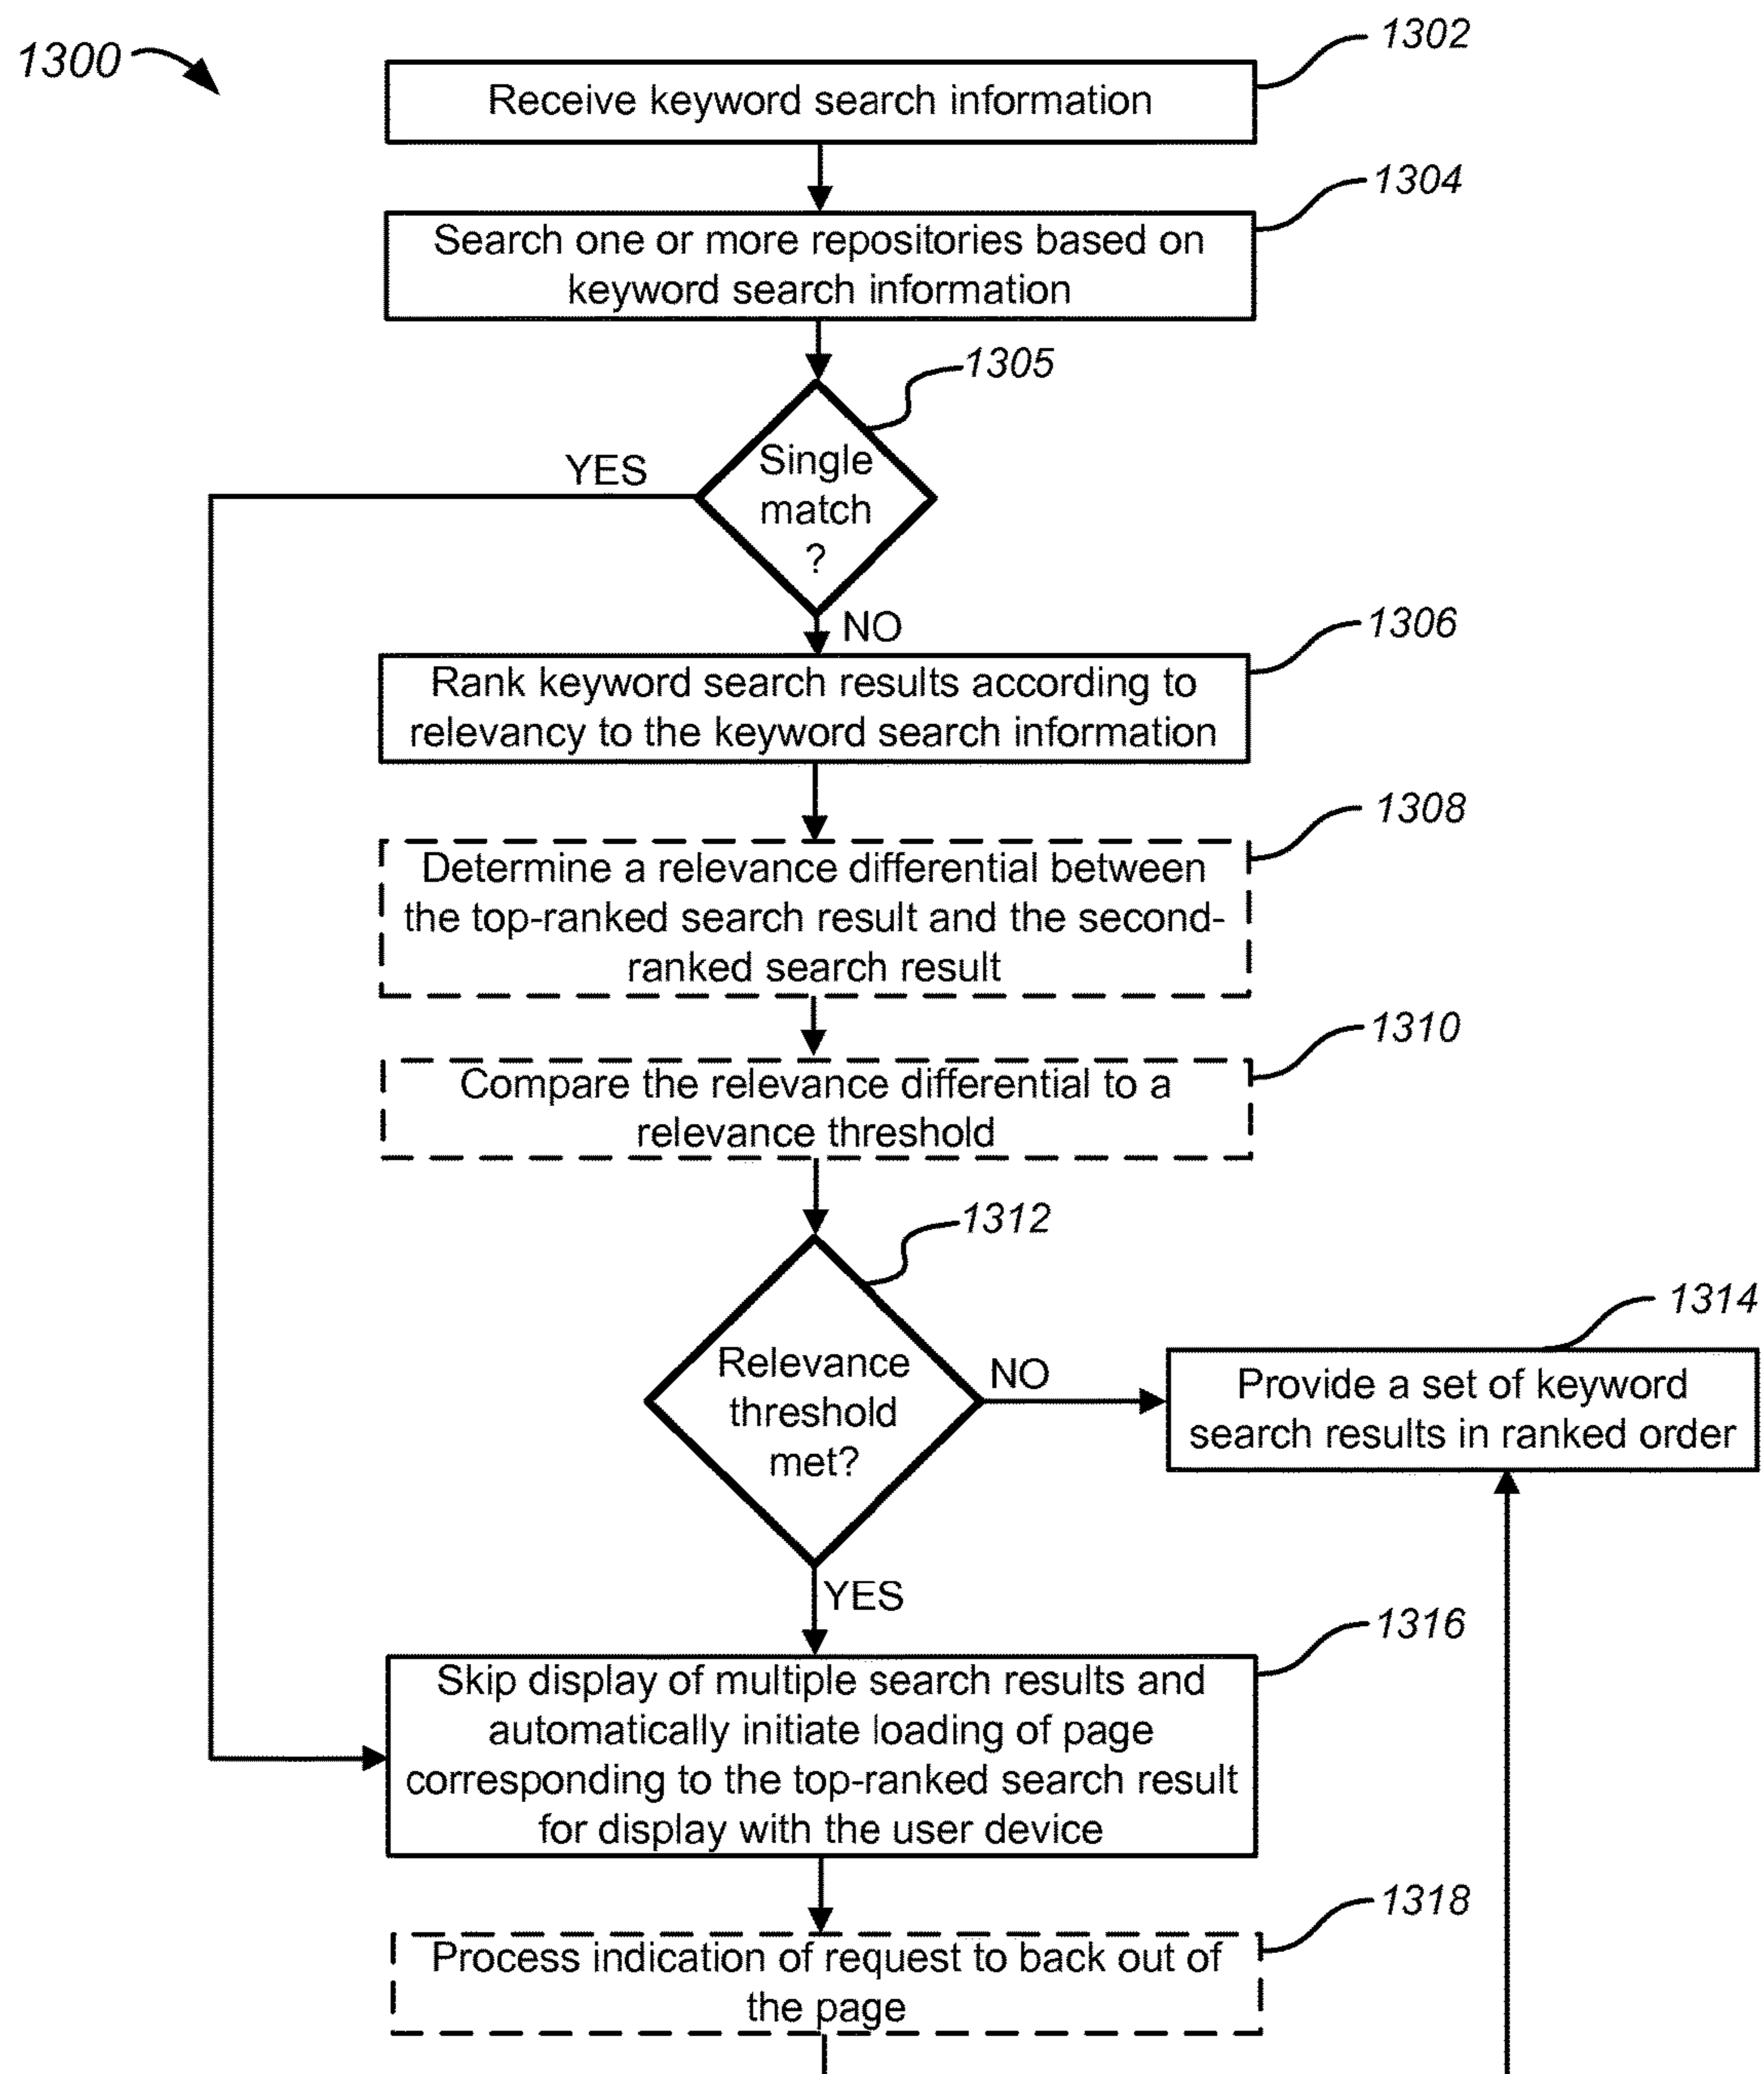 1300
1302
Receive keyword search information
1304
Search one or more repositories based on
keyword search information
1305
YES
Single
match
?
NO
1306
Rank keyword search results according to
relevancy to the keyword search information
1308
Determine a relevance differential between
the top-ranked search result and the second-
ranked search result
1310
Compare the relevance differential to a
relevance threshold
1312
Relevance
threshold
met?
NO
1314
Provide a set of keyword
search results in ranked order
YES
1316
Skip display of multiple search results and
automatically initiate loading of page
corresponding to the top-ranked search result
for display with the user device
1318
Process indication of request to back out of
the page